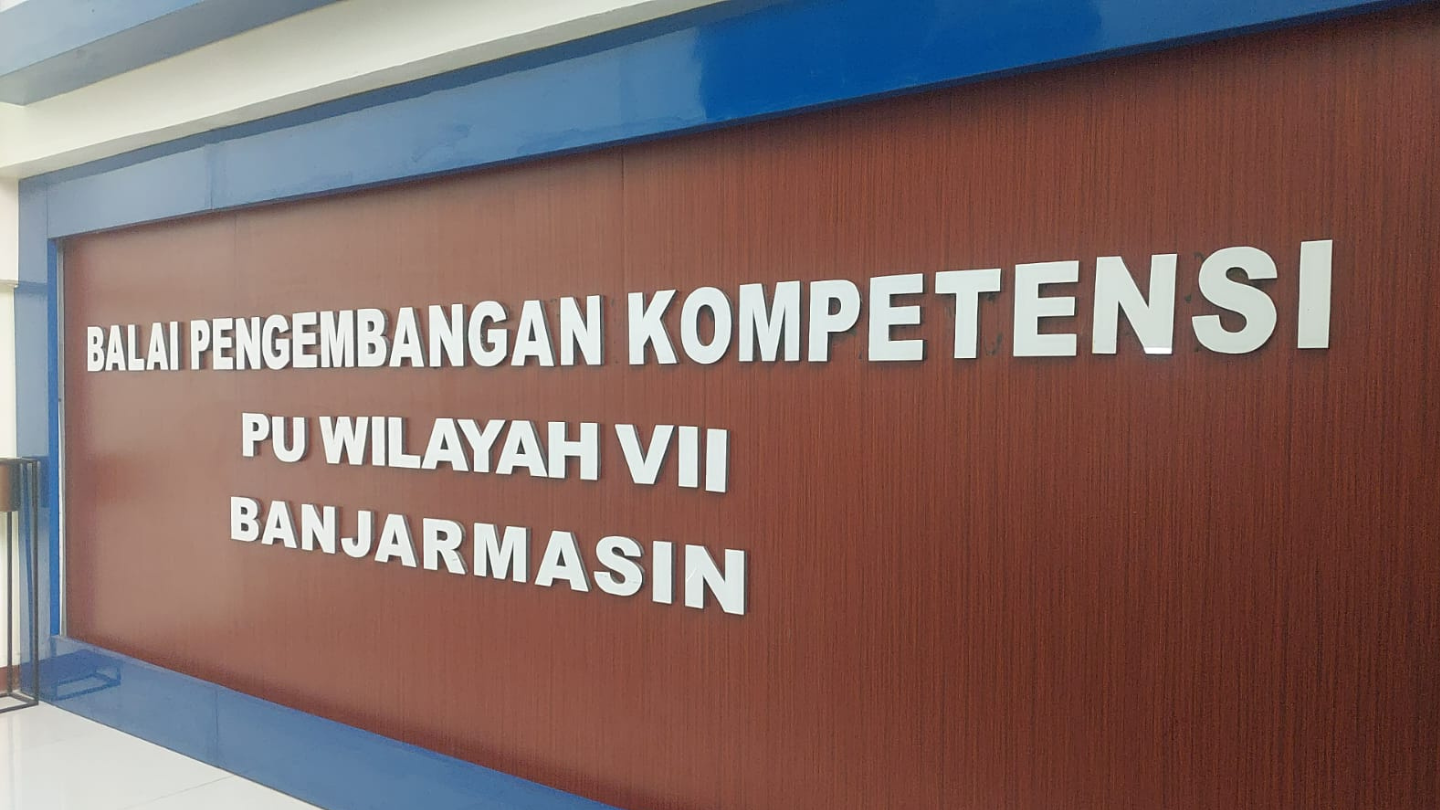 BALAI PENGEMBANGAN KOMPETENSI
PU WILAYAH VII
BANJARMASIN